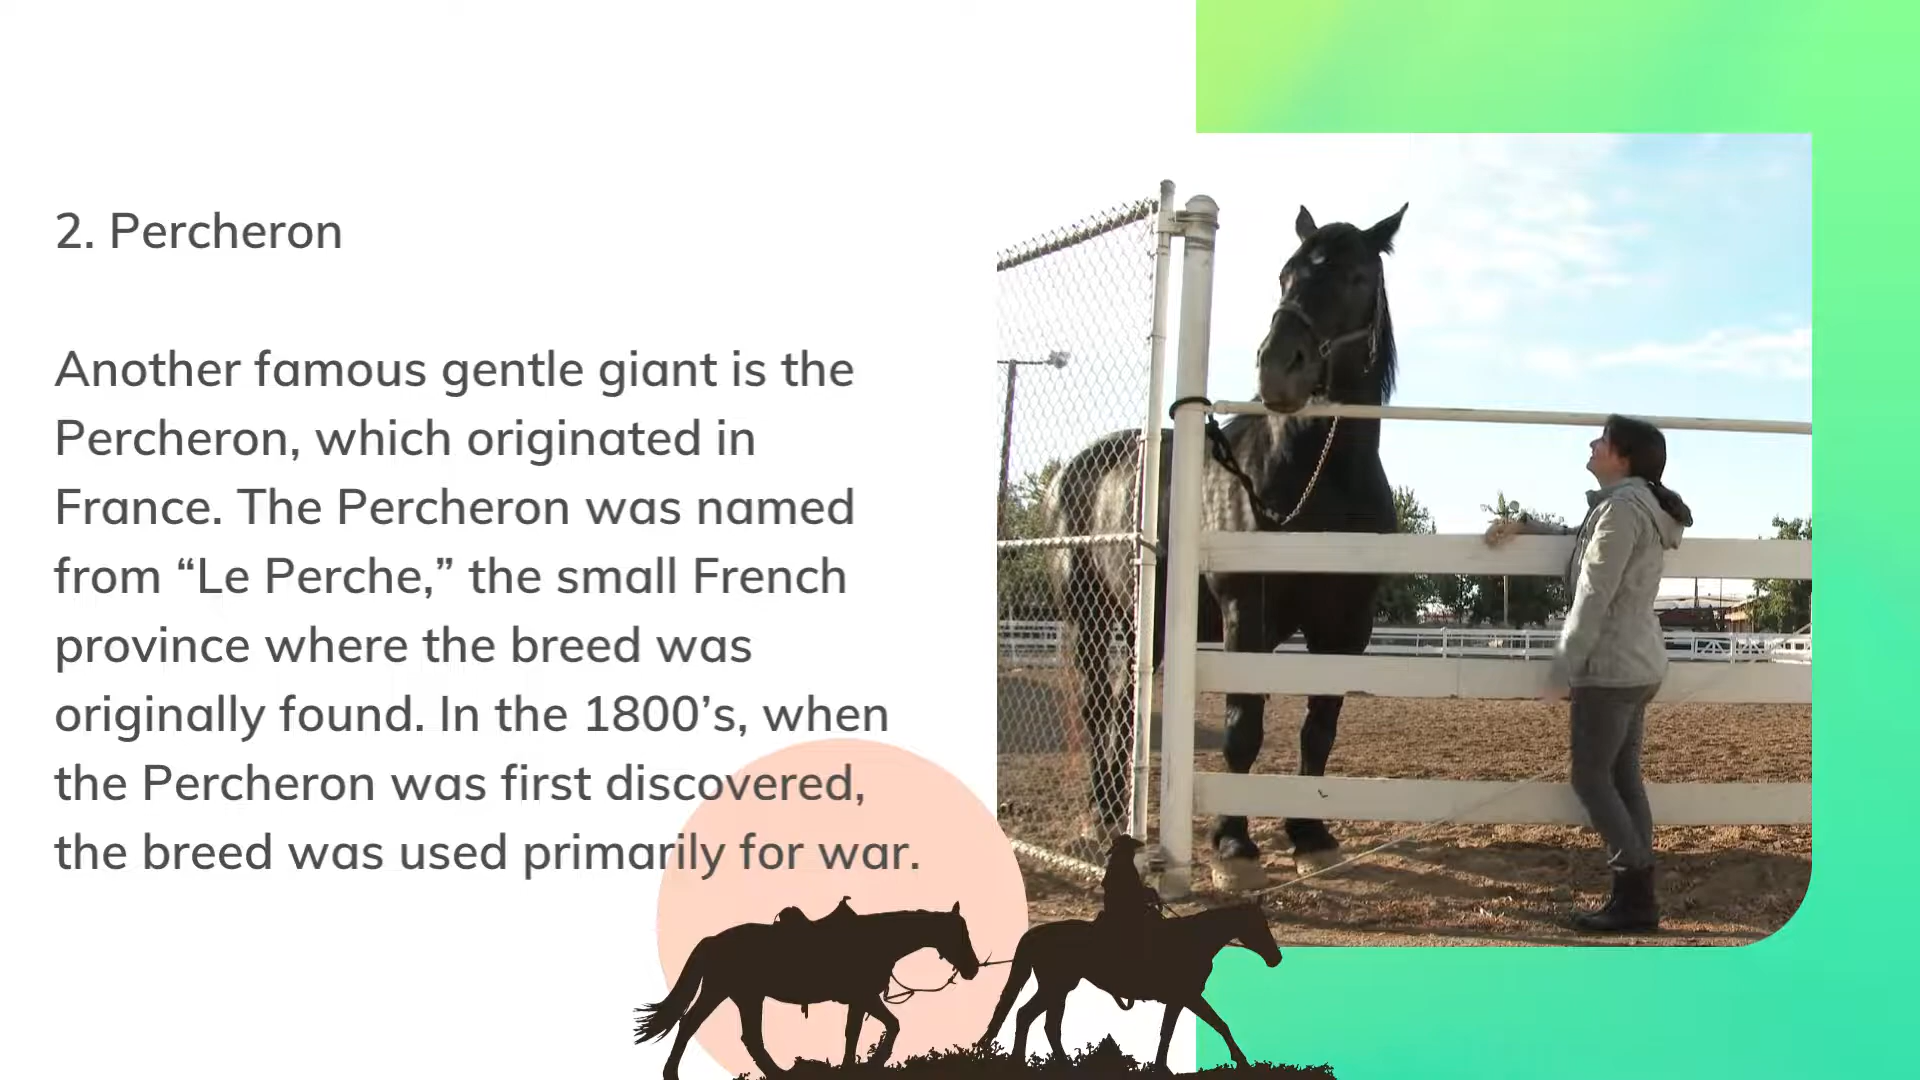 2. Percheron
Another famous gentle giant is the
Percheron, which originated in
France. The Percheron was named
from “Le Perche,” the small French
province where the breed was
originally found. In the 1800’s, when
the Percheron was first discovered,
the breed was used primarily for war.